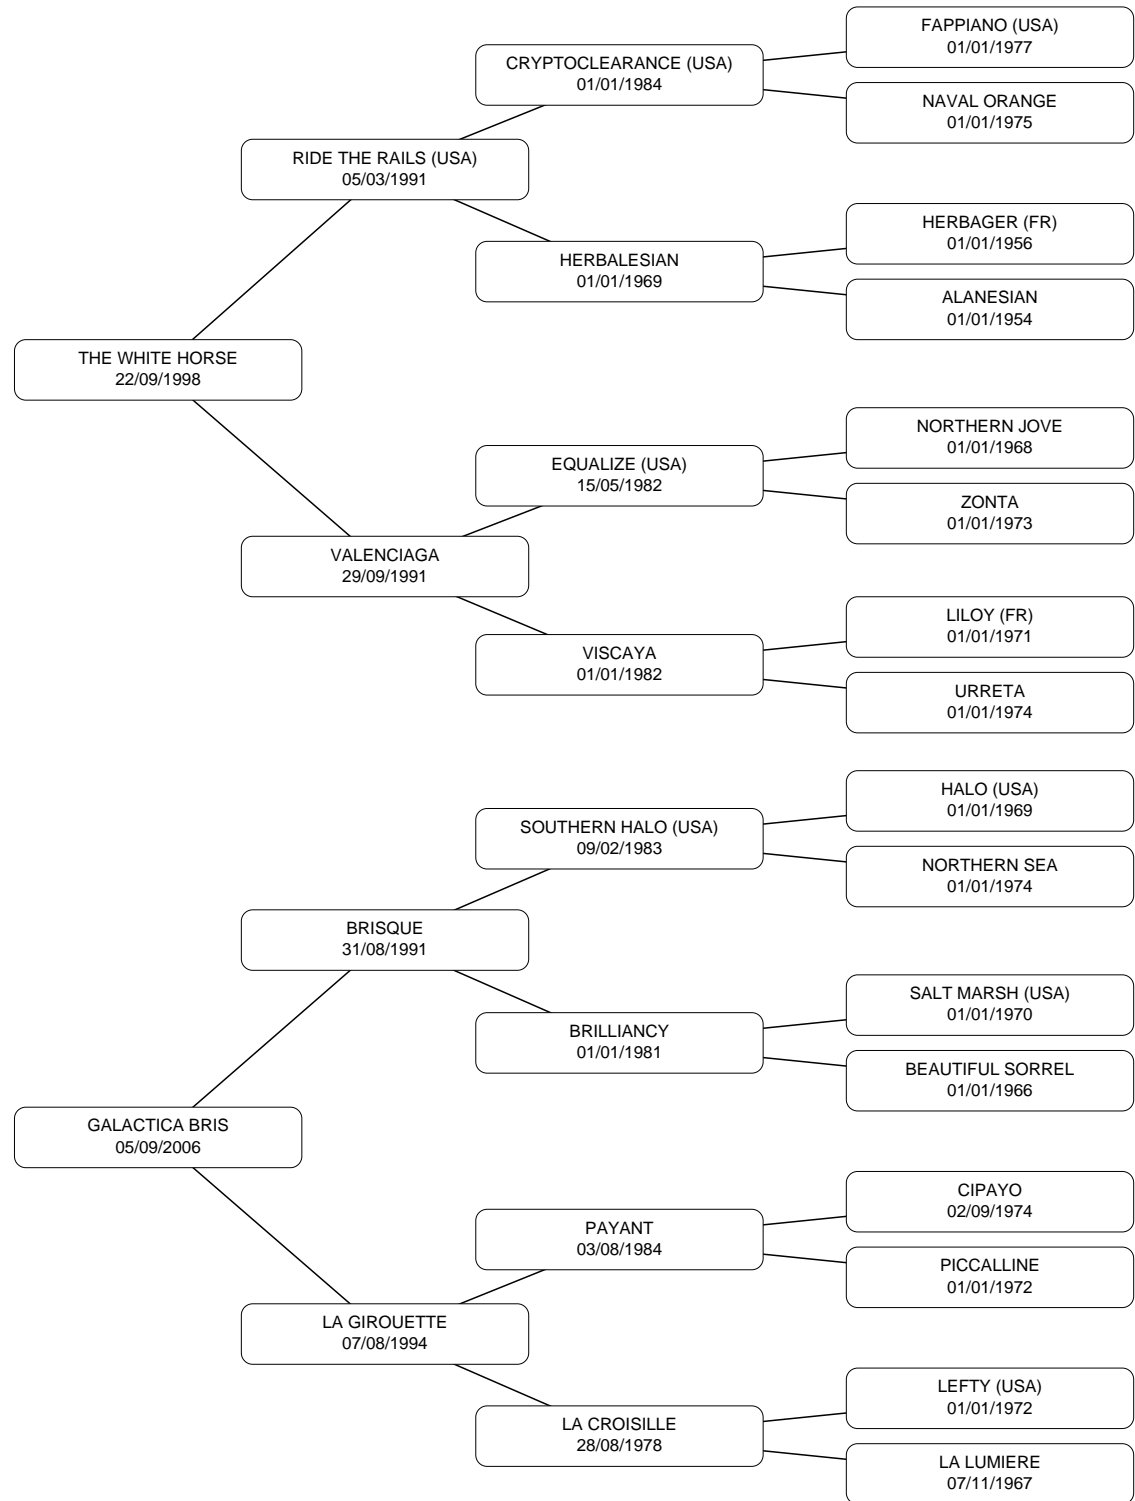 FAPPIANO (USA)
01/01/1977
CRYPTOCLEARANCE (USA)
01/01/1984
NAVAL ORANGE
01/01/1975
RIDE THE RAILS (USA)
05/03/1991
HERBAGER (FR)
01/01/1956
HERBALESIAN
01/01/1969
ALANESIAN
01/01/1954
THE WHITE HORSE
22/09/1998
NORTHERN JOVE
01/01/1968
EQUALIZE (USA)
15/05/1982
ZONTA
01/01/1973
VALENCIAGA
29/09/1991
LILOY (FR)
01/01/1971
VISCAYA
01/01/1982
URRETA
01/01/1974
HALO (USA)
01/01/1969
SOUTHERN HALO (USA)
09/02/1983
NORTHERN SEA
01/01/1974
BRISQUE
31/08/1991
SALT MARSH (USA)
01/01/1970
BRILLIANCY
01/01/1981
BEAUTIFUL SORREL
01/01/1966
GALACTICA BRIS
05/09/2006
CIPAYO
02/09/1974
PAYANT
03/08/1984
PICCALLINE
01/01/1972
LA GIROUETTE
07/08/1994
LEFTY (USA)
01/01/1972
LA CROISILLE
28/08/1978
LA LUMIERE
07/11/1967